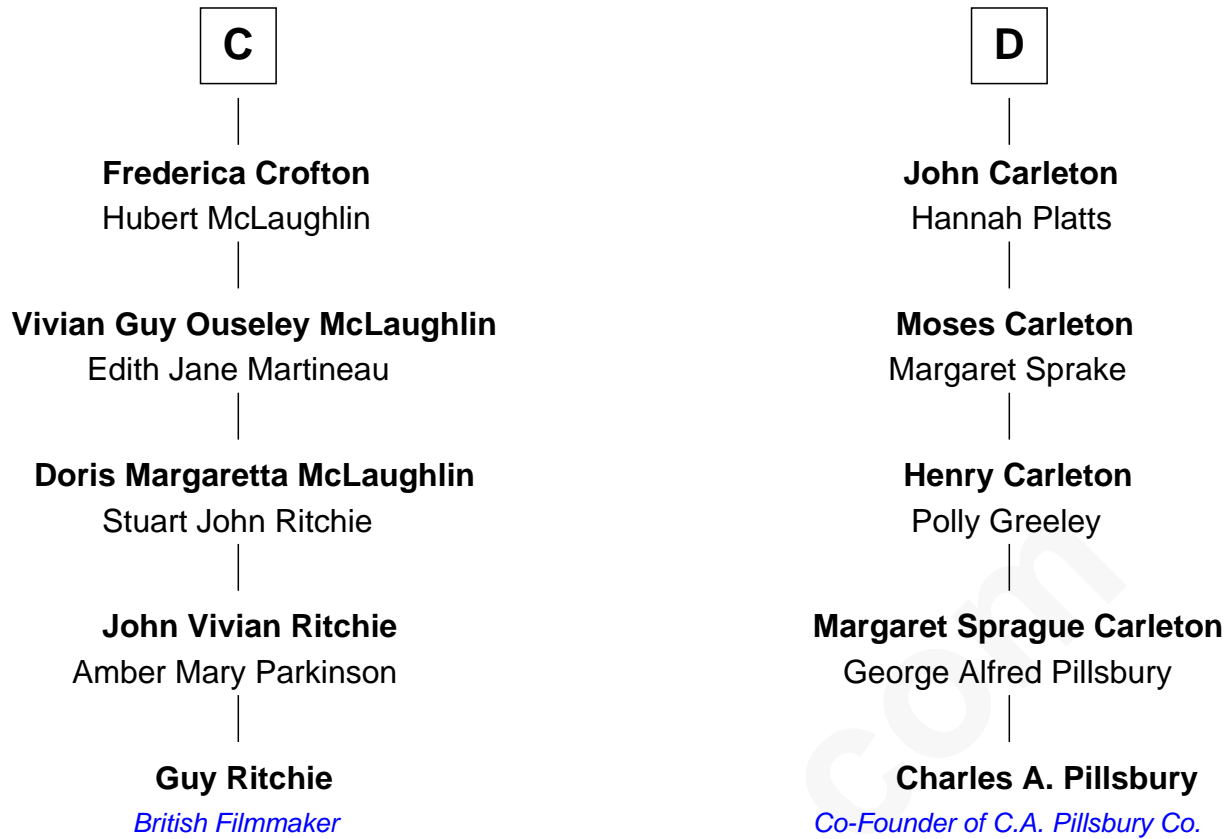 C
Frederica Crofton
Hubert McLaughlin
Vivian Guy Ouseley McLaughlin
Edith Jane Martineau
Doris Margaretta McLaughlin
Stuart John Ritchie
John Vivian Ritchie
Amber Mary Parkinson
Guy Ritchie
British Filmmaker
D
John Carleton
Hannah Platts
Moses Carleton
Margaret Sprake
Henry Carleton
Polly Greeley
Margaret Sprague Carleton
George Alfred Pillsbury
Charles A. Pillsbury
Co-Founder of C.A. Pillsbury Co.
com